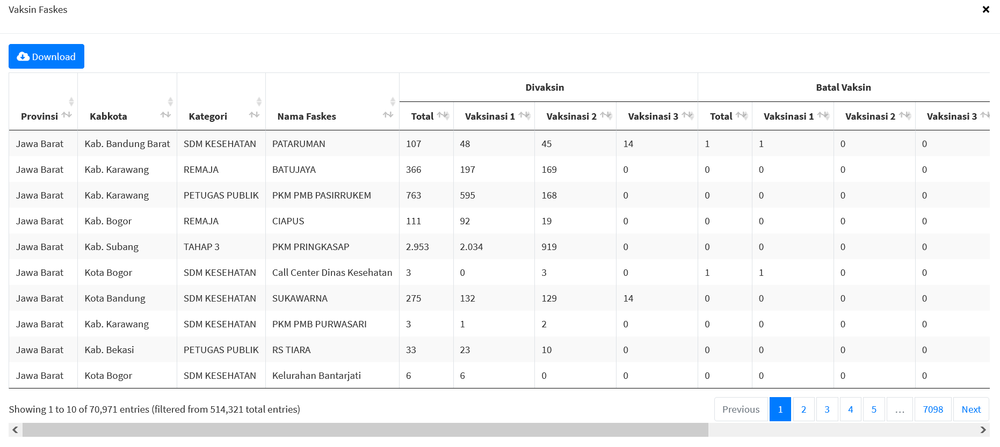 Vaksin Faskes
×
Download
Divaksin Batal Vaksin
Provinsi Kabkota Kategori Nama Faskes Total Vaksinasi 1 Vaksinasi 2 Vaksinasi 3 Total Vaksinasi 1 Vaksinasi 2 Vaksinasi 3
Jawa Barat Kab. Bandung Barat SDM KESEHATAN PATARUMAN 107 48 45 14 1 1 0 0
Jawa Barat Kab. Karawang REMAJA BATUJAYA 366 197 169 0 0 0 0 0
Jawa Barat Kab. Karawang PETUGAS PUBLIK PKM PMB PASIRRUKEM 763 595 168 0 0 0 0 0
Jawa Barat Kab. Bogor REMAJA CIAPUS 111 92 19 0 0 0 0 0
Jawa Barat Kab. Subang TAHAP 3 PKM PRINGKASAP 2.953 2.034 919 0 0 0 0 0
Jawa Barat Kota Bogor SDM KESEHATAN Call Center Dinas Kesehatan 3 0 3 0 1 1 0 0
Jawa Barat Kota Bandung SDM KESEHATAN SUKAWARNA 275 132 129 14 0 0 0 0
Jawa Barat Kab. Karawang SDM KESEHATAN PKM PMB PURWASARI 3 1 2 0 0 0 0 0
Jawa Barat Kab. Bekasi PETUGAS PUBLIK RS TIARA 33 23 10 0 0 0 0 0
Jawa Barat Kota Bogor SDM KESEHATAN Kelurahan Bantarjati 6 6 0 0 0 0 0 0
Showing 1 to 10 of 70,971 entries (filtered from 514,321 total entries) Previous 1 2 3 4 5 … 7098 Next